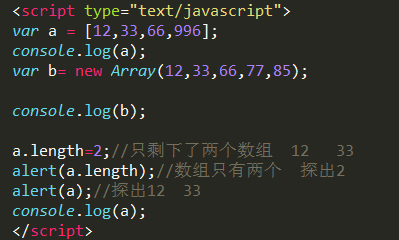 <script type="text/javascript">
var a = [12,33,66,996];
console.log(a);
var b= new Array(12,33,66,77,85);
console.log(b);
a.length=2;//只剩下了两个数组  12   33
alert(a.length);//数组只有两个  探出2
alert(a);//探出12  33
console.log(a);
</script>